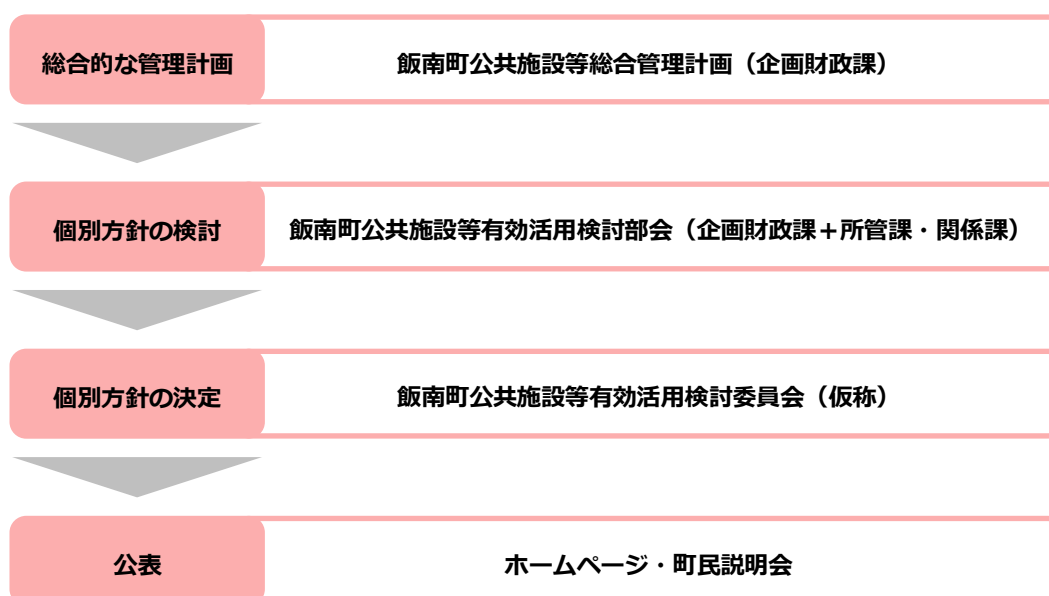 総合的な管理計画
飯南町公共施設等総合管理計画（企画財政課）
個別方針の検討
飯南町公共施設等有効活用検討部会（企画財政課＋所管課・関係課）
個別方針の決定
飯南町公共施設等有効活用検討委員会（仮称）
公表
ホームページ・町民説明会